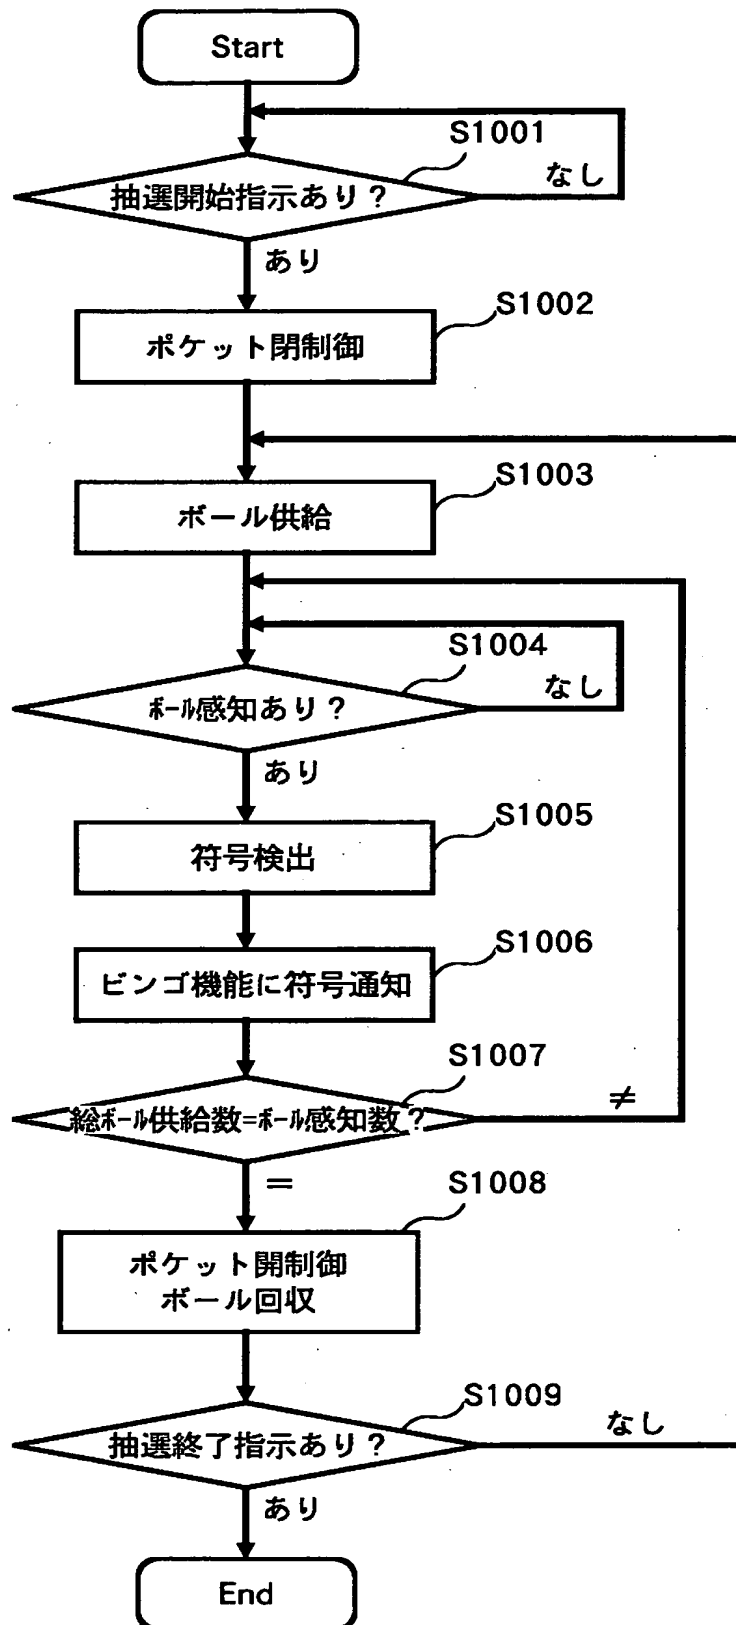 Start
S1001
抽選開始指示あり？
なし
あり
S1002
ポケット閉制御
S1003
ボール供給
S1004
ﾎﾞｰﾙ感知あり？
なし
あり
S1005
符号検出
S1006
ビンゴ機能に符号通知
S1007
総ﾎﾞｰﾙ供給数=ﾎﾞｰﾙ感知数？
≠
＝
S1008
ポケット開制御
ボール回収
S1009
抽選終了指示あり？
なし
あり
End